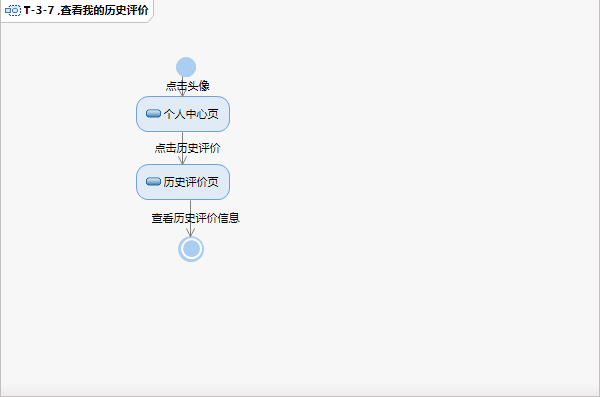 T-3-7 ,查看我的历史评价
点击头像
个人中心页
点击历史评价
历史评价页
查看历史评价信息